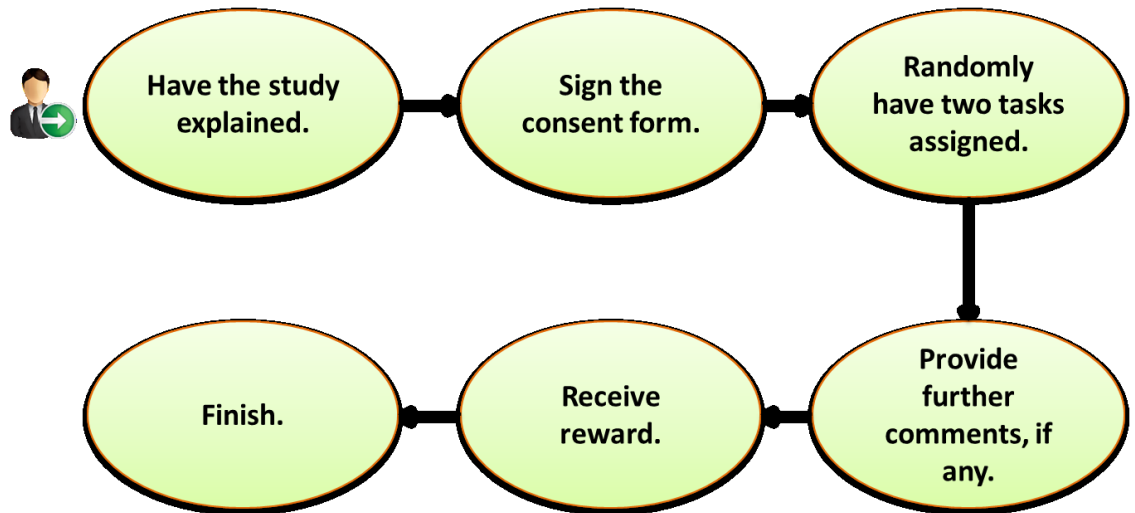 Have the study
explained.
Sign the
consent form.
Randomly
have two tasks
assigned.
Provide
further
comments, if
any.
Receive
reward.
Finish.